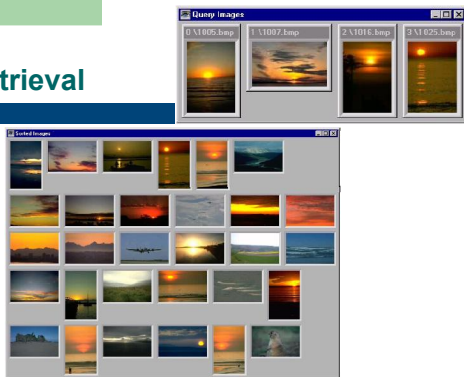 Query Images
0 \1005.bmp 1 \1007.bmp 2 \1016.bmp 3 \1025.bmp
trieval
Sorted Images